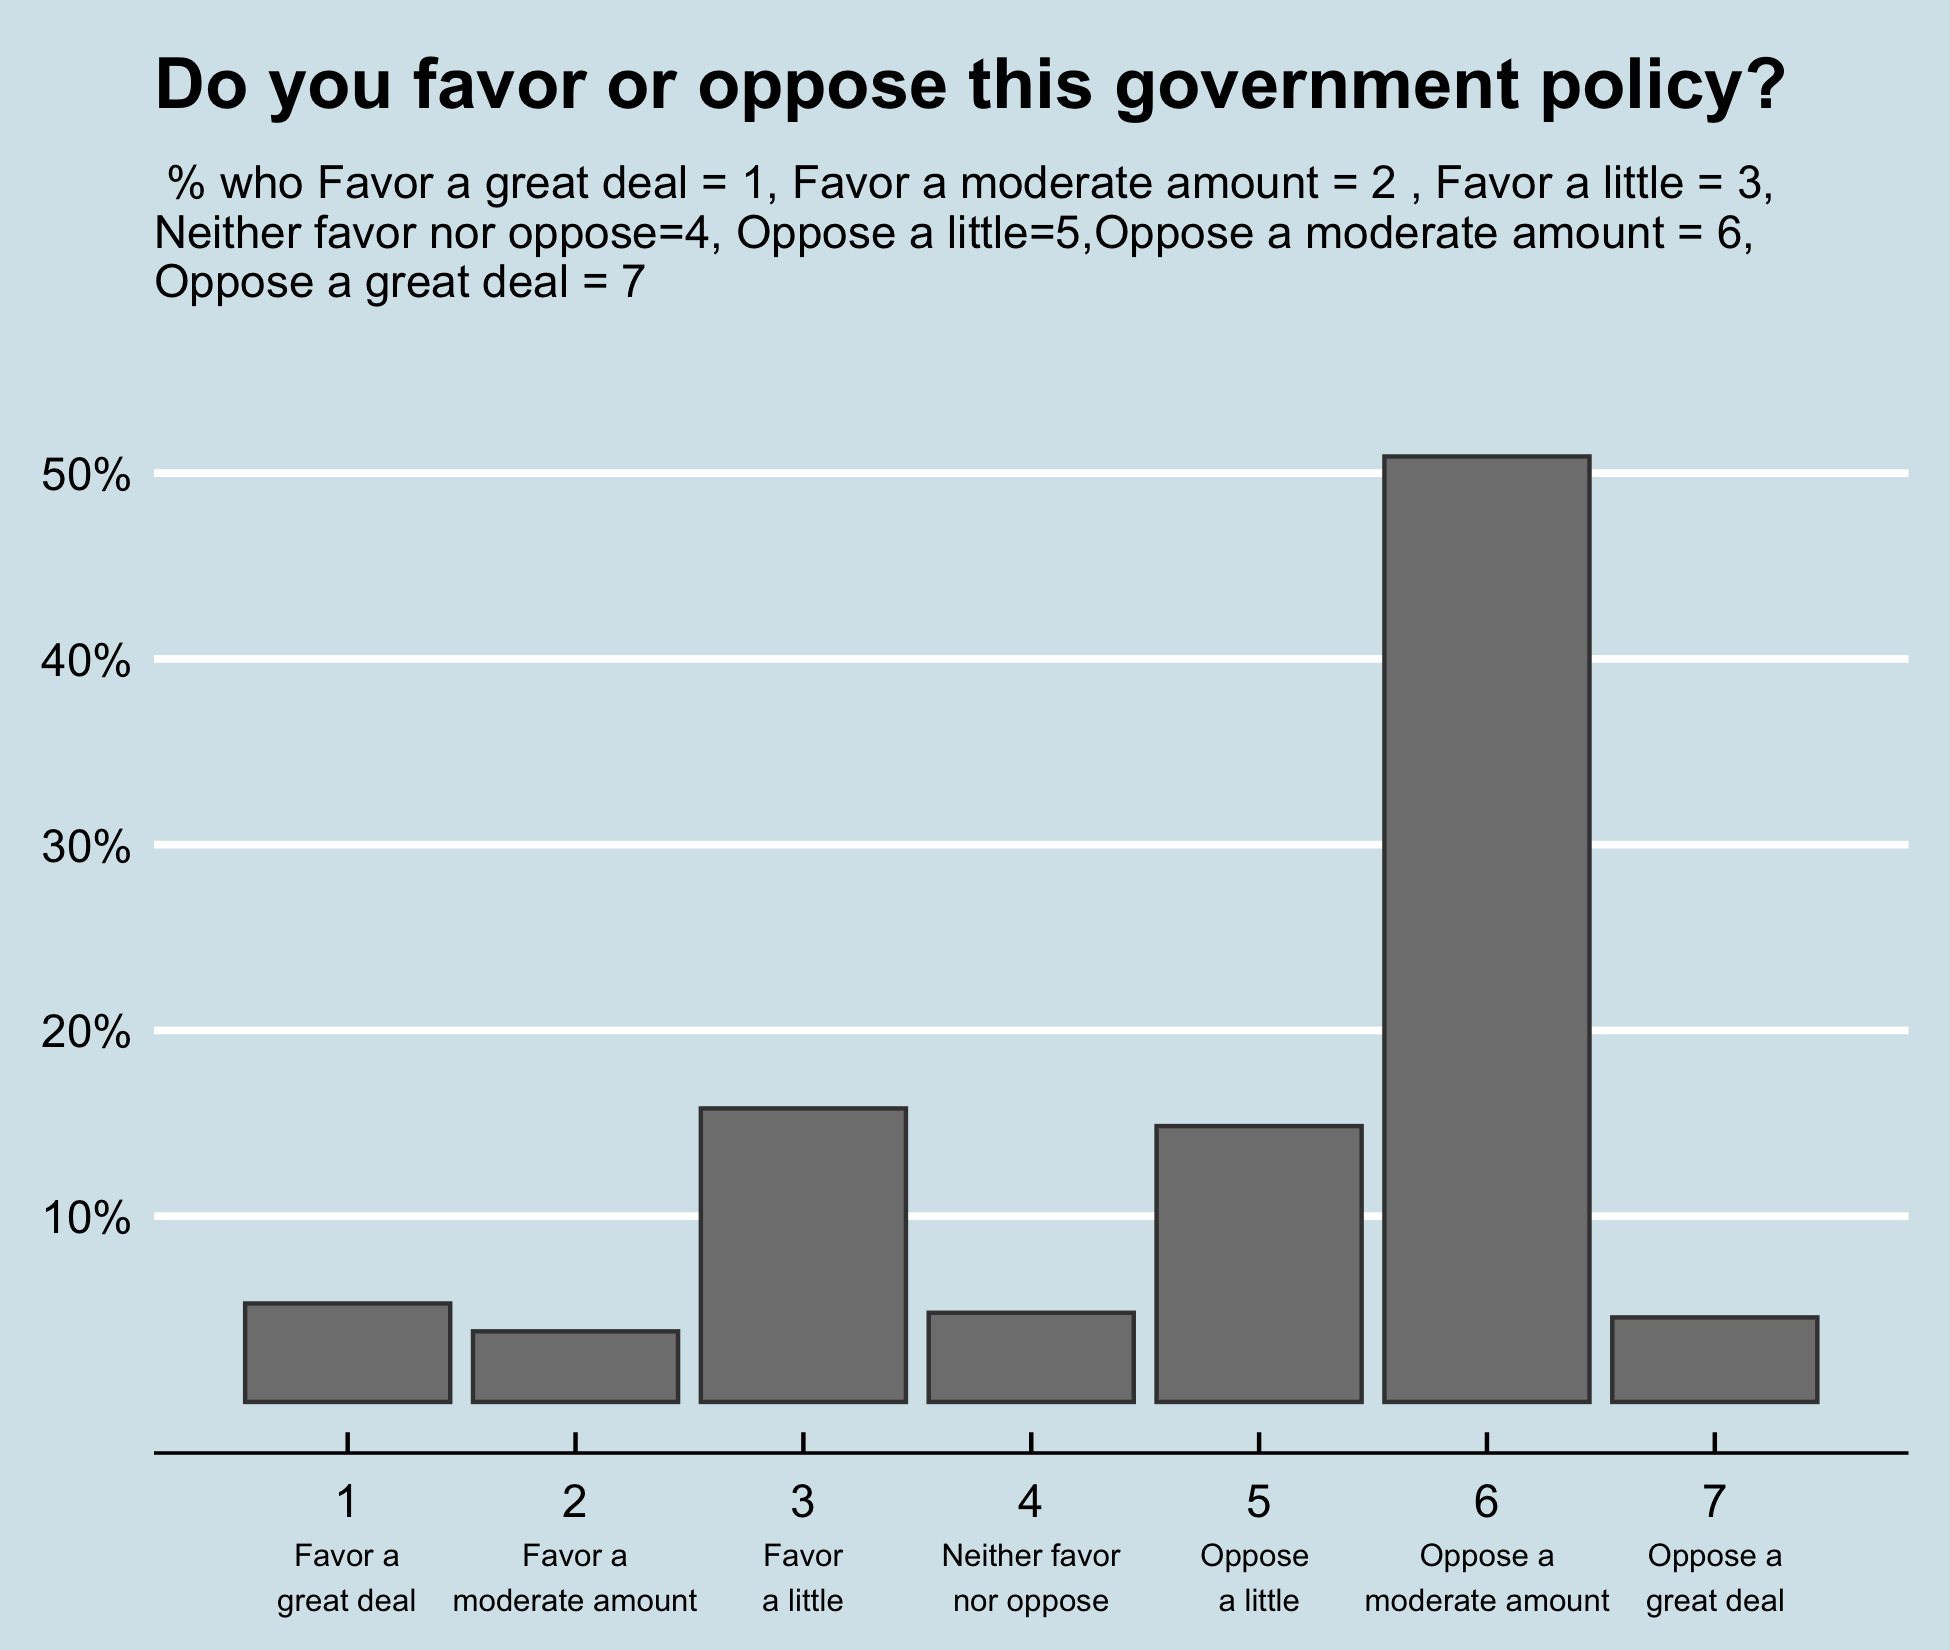 Do you favor or oppose this government policy?
% who Favor a great deal = 1, Favor a moderate amount = 2 , Favor a little = 3,
Neither favor nor oppose=4, Oppose a little=5,Oppose a moderate amount = 6,
Oppose a great deal = 7
50%
40%
30%
20%
10%
1 2 3 4 5 6 7
Favor a Favor a Favor Neither favor Oppose Oppose a Oppose a
great deal moderate amount a little nor oppose a little moderate amount great deal